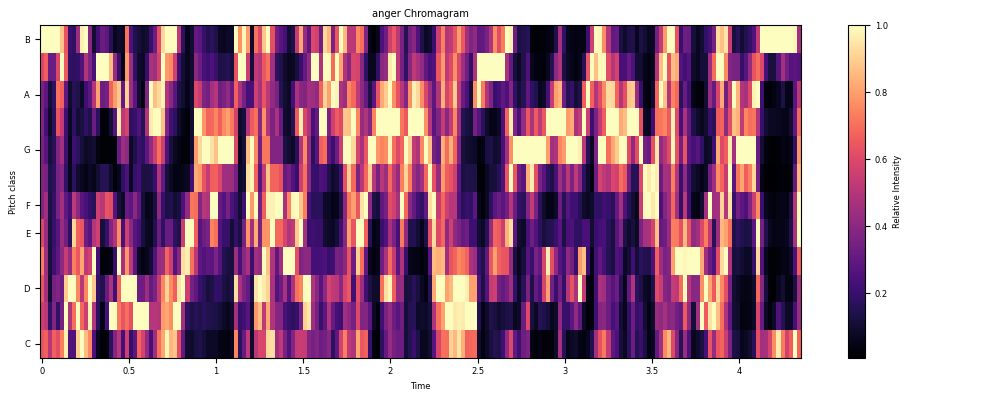 anger Chromagram
B
A
G
F
E
D
C
Pitch class
0
0.5
1
1.5
2
2.5
3
3.5
4
Time
1.0
0.8
0.6
0.4
0.2
Relative Intensity